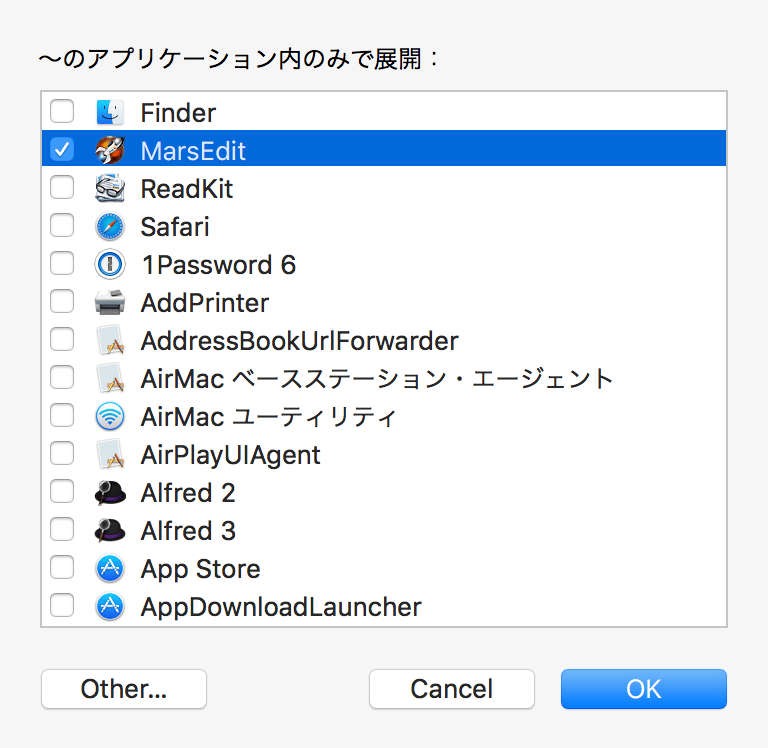 〜のアプリケーション内のみで展開：
Finder
MarsEdit
ReadKit
Safari
1Password 6
AddPrinter
AddressBookUrlForwarder
AirMac ベースステーション・エージェント
AirMac ユーティリティ
AirPlayUIAgent
Alfred 2
Alfred 3
App Store
AppDownloadLauncher
Other...
Cancel
OK